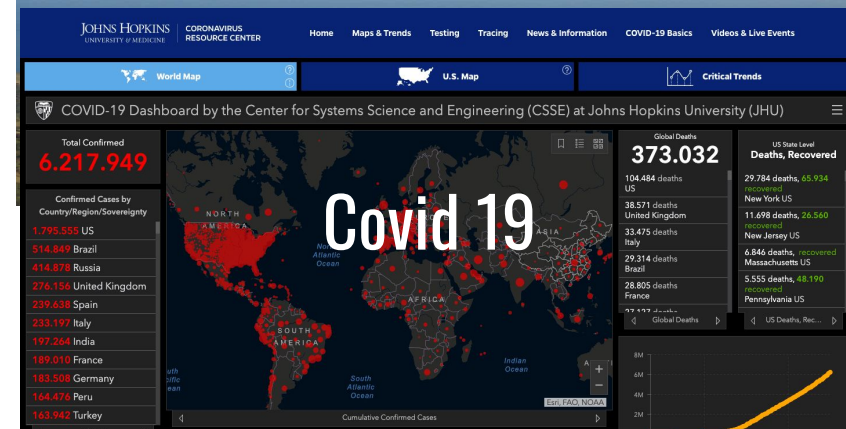 JOHNS HOPKINS
UNIVERSITY & MEDICINE
CORONAVIRUS
RESOURCE CENTER
Home Maps & Trends Testing Tracing News & Information COVID-19 Basics Videos & Live Events
World Map
U.S. Map
Critical Trends
COVID-19 Dashboard by the Center for Systems Science and Engineering (CSSE) at Johns Hopkins University (JHU)
Total Confirmed
6.217.949
Confirmed Cases by
Country/Region/Sovereignty
1.795.555 US
514.849 Brazil
414.878 Russia
276.156 United Kingdom
239.638 Spain
233.197 Italy
197.264 India
189.010 France
183.508 Germany
164.476 Peru
163.942 Turkey
NORTH
AMERICA
Atlantic
Ocean
Covid 19
ASIA
AFRICA
SOUTH
AMERICA
Indian
Ocean
South
Atlantic
Ocean
Esri, FAO, NOAA
Cumulative Confirmed Cases
Global Deaths
373.032
104.484 deaths
US
38.571 deaths
United Kingdom
33.475 deaths
Italy
29.314 deaths
Brazil
28.805 deaths
France
Global Deaths
US State Level
Deaths, Recovered
29.784 deaths, 65.934
recovered
New York US
11.698 deaths, 26.560
recovered
New Jersey US
6.846 deaths, recovered
Massachusetts US
5.555 deaths, 48.190
recovered
Pennsylvania US
US Deaths, Rec...
8M
6M
4M
2M